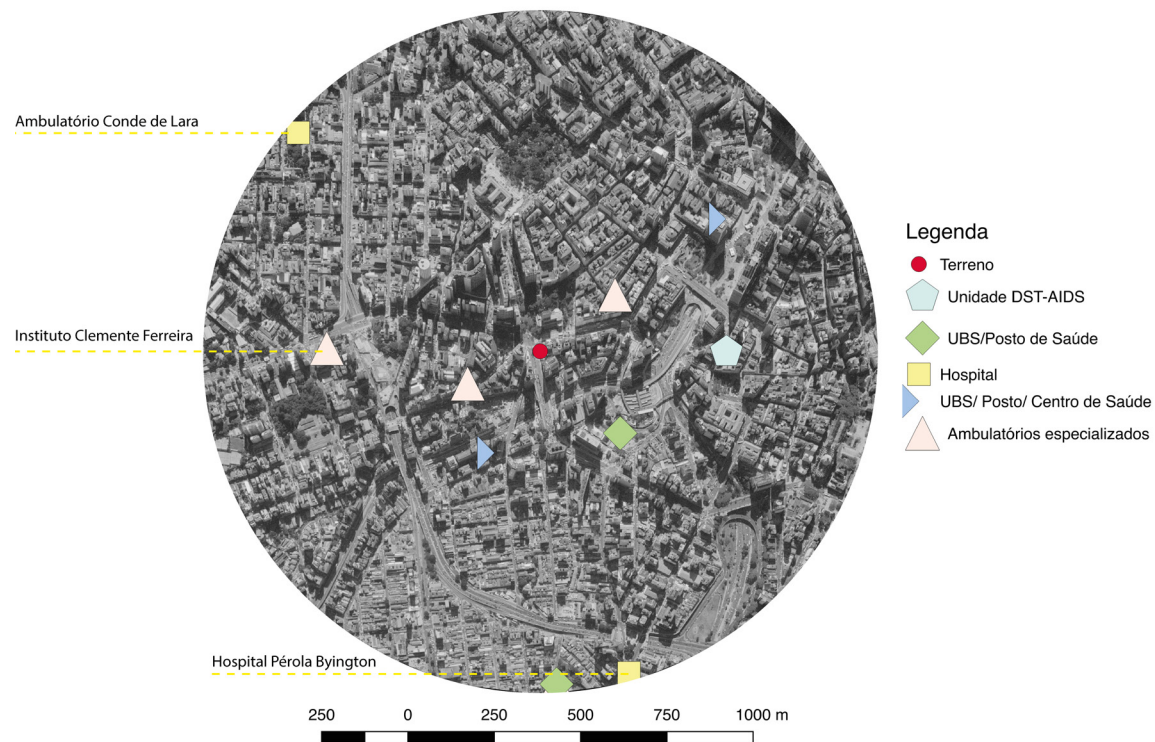 Ambulatório Conde de Lara
Instituto Clemente Ferreira
Hospital Pérola Byington
Legenda
Terreno
Unidade DST-AIDS
UBS/Posto de Saúde
Hospital
UBS/ Posto/ Centro de Saúde
Ambulatórios especializados
250 0 250 500 750 1000 m